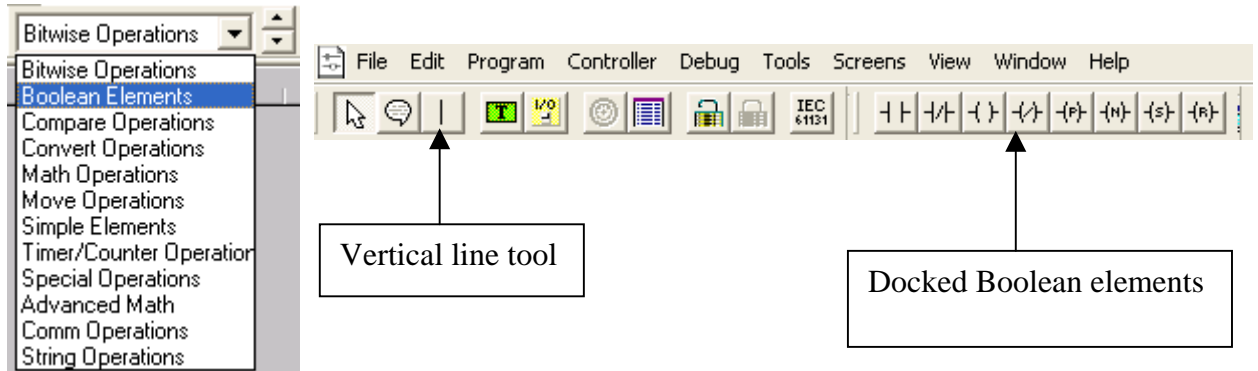 Bitwise Operations
Bitwise Operations
Boolean Elements
Compare Operations
Convert Operations
Math Operations
Move Operations
Simple Elements
Timer/Counter Operation
Special Operations
Advanced Math
Comm Operations
String Operations
File Edit Program Controller Debug Tools Screens View Window Help
T I/O IEC 61131 (P) (N) (S) (R)
Vertical line tool
Docked Boolean elements